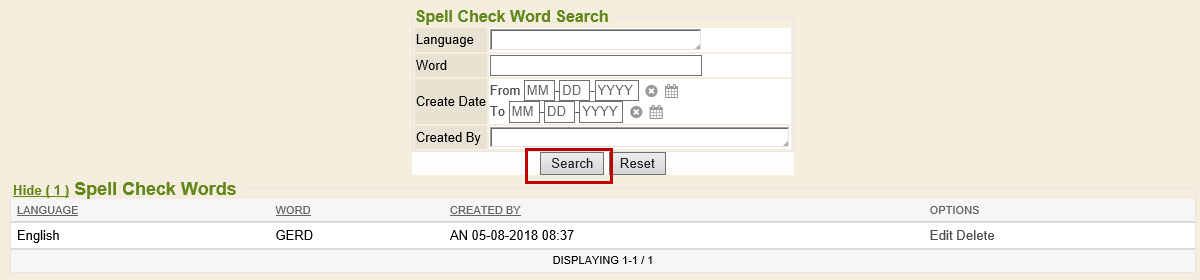 Spell Check Word Search
Language
Word
Create Date From MM-DD-YYYY
To MM-DD-YYYY
Created By
Search Reset
Hide ( 1 ) Spell Check Words
LANGUAGE WORD CREATED BY OPTIONS
English GERD AN 05-08-2018 08:37 Edit Delete
DISPLAYING 1-1 / 1